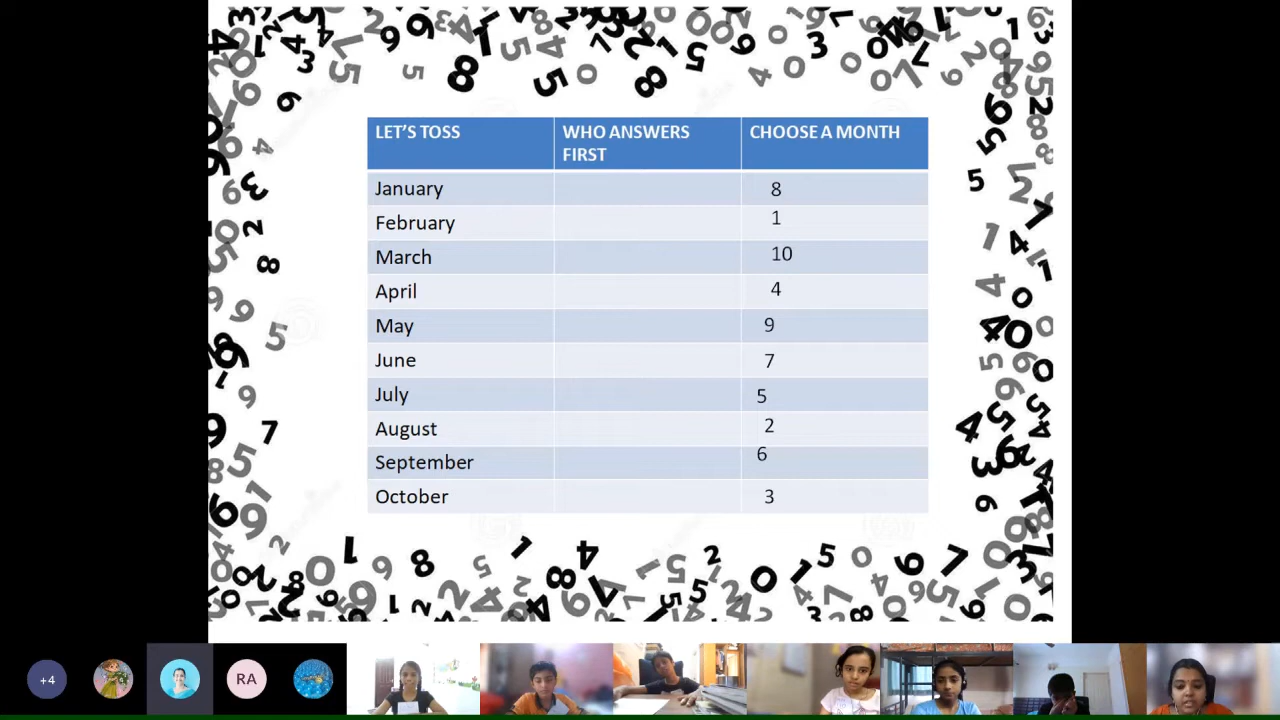 LET'S TOSS WHO ANSWERS FIRST CHOOSE A MONTH
January 8
February 1
March 10
April 4
May 9
June 7
July 5
August 2
September 6
October 3
+4 RA